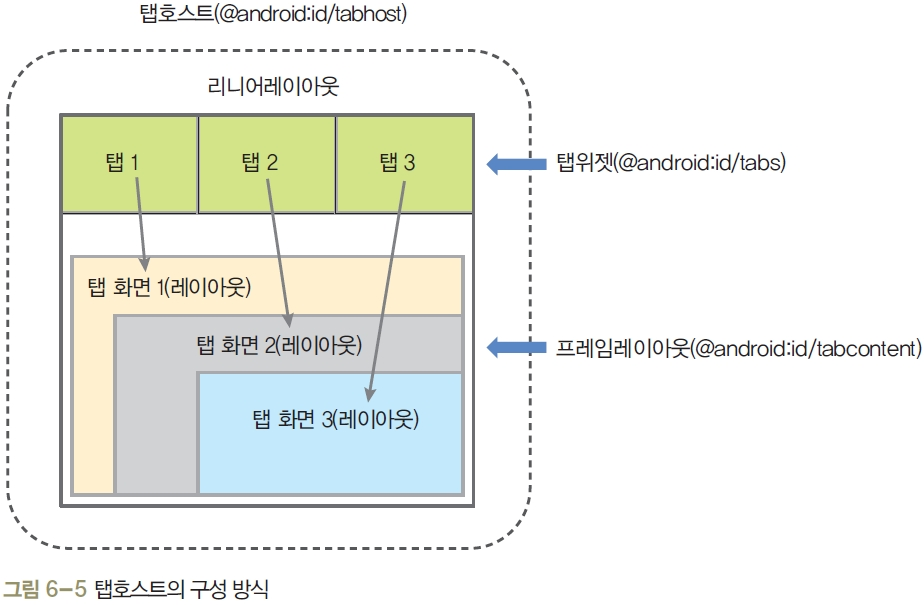 탭호스트(@android:id/tabhost)
리니어레이아웃
탭 1
탭 2
탭 3
탭위젯(@android:id/tabs)
탭 화면 1(레이아웃)
탭 화면 2(레이아웃)
프레임레이아웃(@android:id/tabcontent)
탭 화면 3(레이아웃)
그림 6-5 탭호스트의 구성 방식